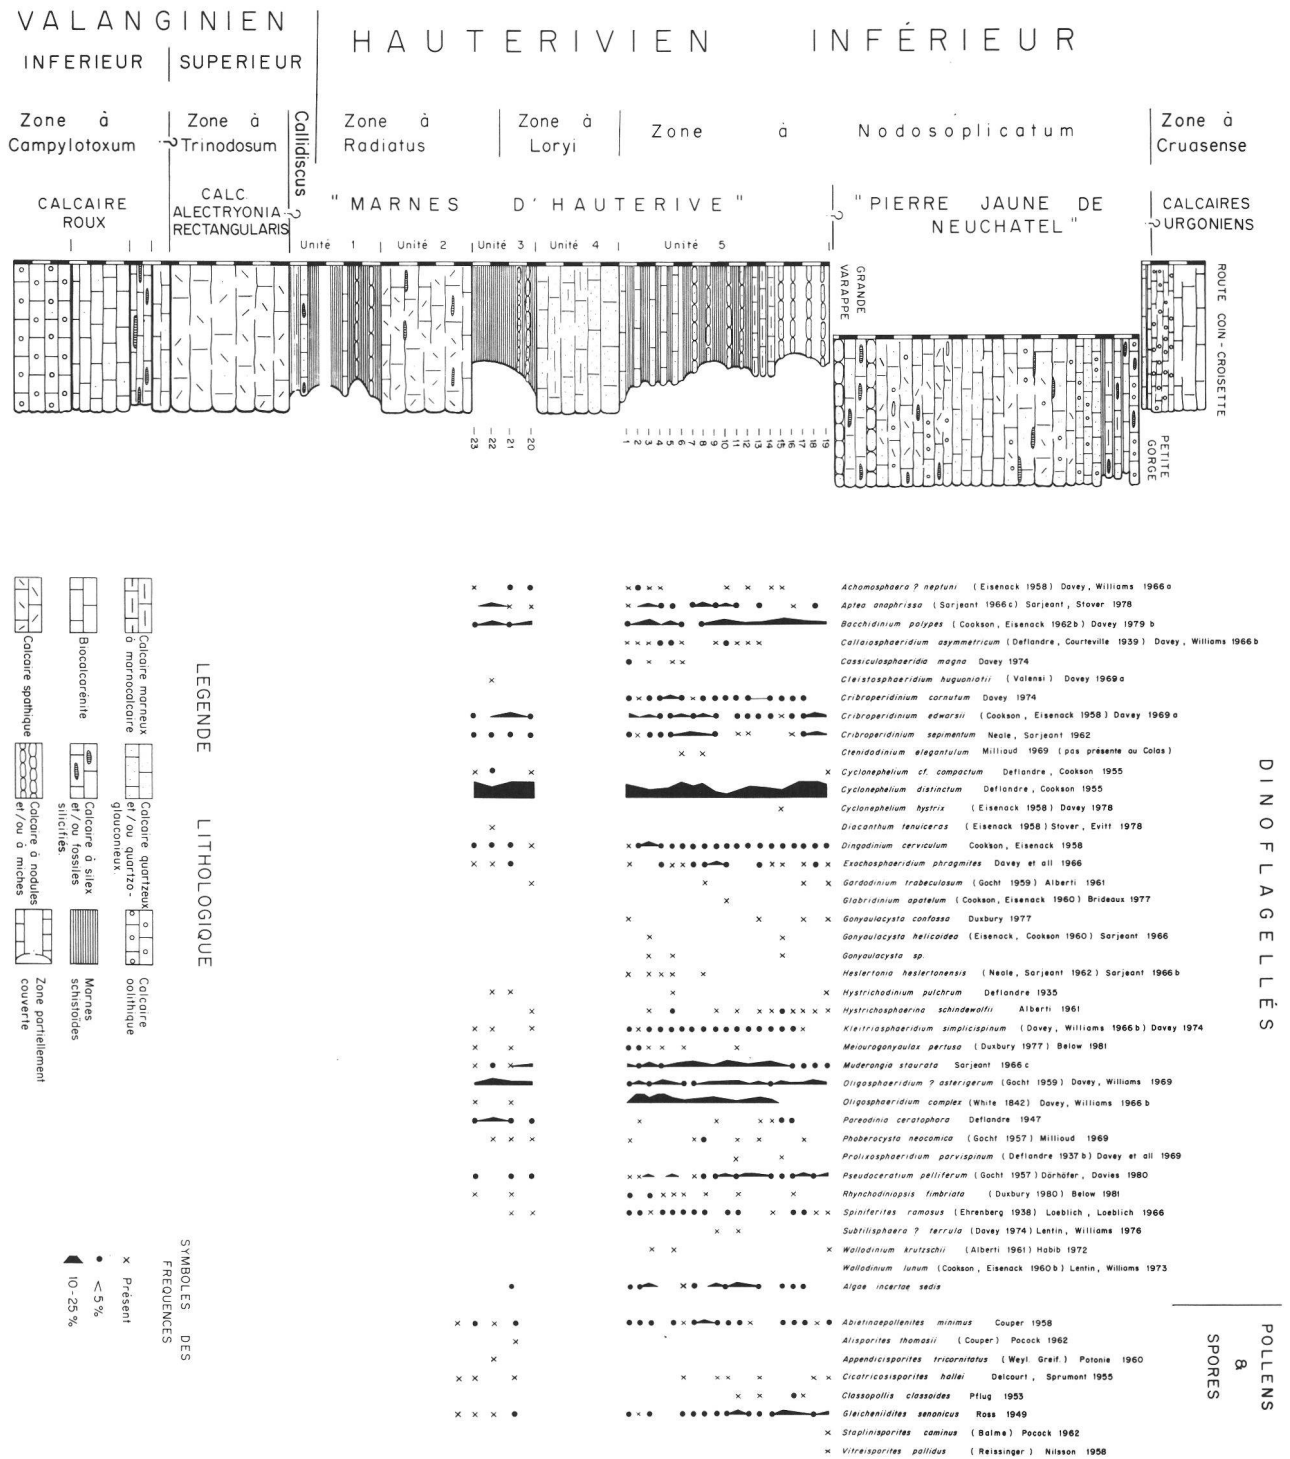 VALANGINIEN
HAUTERIVIEN INFÉRIEUR
INFERIEUR
SUPERIEUR
Zone à
Campylotoxum
?
Zone à
Trinodosum
Callidiscus
Zone à
Radiatus
Zone à
Loryi
Zone à
Nodosoplicatum
Zone à
Cruasense
CALCAIRE
ROUX
CALC.
ALECTRYONIA
RECTANGULARIS
?
"MARNES D'HAUTERIVE"
?
"PIERRE JAUNE DE
NEUCHATEL"
?
CALCAIRES
URGONIENS
Unité 1
Unité 2
Unité 3
Unité 4
Unité 5
GRANDE
VARAPPE
ROUTE COIN-CROISETTE
PETITE
GORGE
23 22 21 20
1 2 3 4 5 6 7 8 9 10 11 12 13 14 15 16 17 18 19
LEGENDE LITHOLOGIQUE
Calcaire marneux
à marnocalcaire
Calcaire quartzeux
et/ou quartzo-
glauconieux.
Calcaire
oolithique
Biocalcarénite
Calcaire à silex
et/ou fossiles
silicifiés.
Marnes
schistoïdes
Calcaire spathique
Calcaire à nodules
et/ou à miches
Zone partiellement
couverte
SYMBOLES DES
FREQUENCES
x Présent
<5%
10-25%
DINOFLAGELLÉS
Achomosphaera ? neptuni (Eisenack 1958) Davey, Williams 1966a
Aptea anaphrissa (Sarjeant 1966c) Sarjeant, Stover 1978
Bacchidinium polypes (Cookson, Eisenack 1962b) Davey 1979b
Callaiosphaeridium asymmetricum (Deflandre, Courteville 1939) Davey, Williams 1966b
Cassiculosphaeridia magna Davey 1974
Cleistosphaeridium huguoniotii (Valensi) Davey 1969a
Cribroperidinium cornutum Davey 1974
Cribroperidinium edwarsii (Cookson, Eisenack 1958) Davey 1969a
Cribroperidinium sepimentum Neale, Sarjeant 1962
Ctenidodinium elegantulum Millioud 1969 (pas présente au Colas)
Cyclonephelium cf. compactum Deflandre, Cookson 1955
Cyclonephelium distinctum Deflandre, Cookson 1955
Cyclonephelium hystrix (Eisenack 1958) Davey 1978
Diacanthum tenuiceras (Eisenack 1958) Stover, Evitt 1978
Dingodinium cerviculum Cookson, Eisenack 1958
Exochosphaeridium phragmites Davey et all 1966
Gardodinium trabeculosum (Gocht 1959) Alberti 1961
Glabridinium apatelum (Cookson, Eisenack 1960) Brideaux 1977
Gonyaulacysta confossa Duxbury 1977
Gonyaulacysta helicoidea (Eisenack, Cookson 1960) Sarjeant 1966
Gonyaulacysta sp.
Heslertonia heslertonensis (Neale, Sarjeant 1962) Sarjeant 1966b
Hystrichodinium pulchrum Deflandre 1935
Hystrichosphaerina schindewolfii Alberti 1961
Kleitriasphaeridium simplicispinum (Davey, Williams 1966b) Davey 1974
Meiourogonyaulax pertusa (Duxbury 1977) Below 1981
Muderongia staurata Sarjeant 1966c
Oligosphaeridium ? asterigerum (Gocht 1959) Davey, Williams 1969
Oligosphaeridium complex (White 1842) Davey, Williams 1966b
Pareodinia ceratophora Deflandre 1947
Phoberocysta neocomica (Gocht 1957) Millioud 1969
Prolixosphaeridium parvispinum (Deflandre 1937b) Davey et all 1969
Pseudoceratium pelliferum (Gocht 1957) Dörhöfer, Davies 1980
Rhynchodiniopsis fimbriata (Duxbury 1980) Below 1981
Spiniferites ramosus (Ehrenberg 1938) Loeblich, Loeblich 1966
Subtilisphaera ? terrula (Davey 1974) Lentin, Williams 1976
Wallodinium krutzschii (Alberti 1961) Habib 1972
Wallodinium lunum (Cookson, Eisenack 1960b) Lentin, Williams 1973
Algae incertae sedis
POLLENS
&
SPORES
Abietinaepollenites minimus Couper 1958
Alisporites thomasii (Couper) Pocock 1962
Appendicisporites tricornitatus (Weyl. Greif.) Potonie 1960
Cicatricosisporites hallei Delcourt, Sprumont 1955
Classopollis classoides Pflug 1953
Gleicheniidites senonicus Ross 1949
Staplinisporites caminus (Balme) Pocock 1962
Vitreisporites pallidus (Reissinger) Nilsson 1958